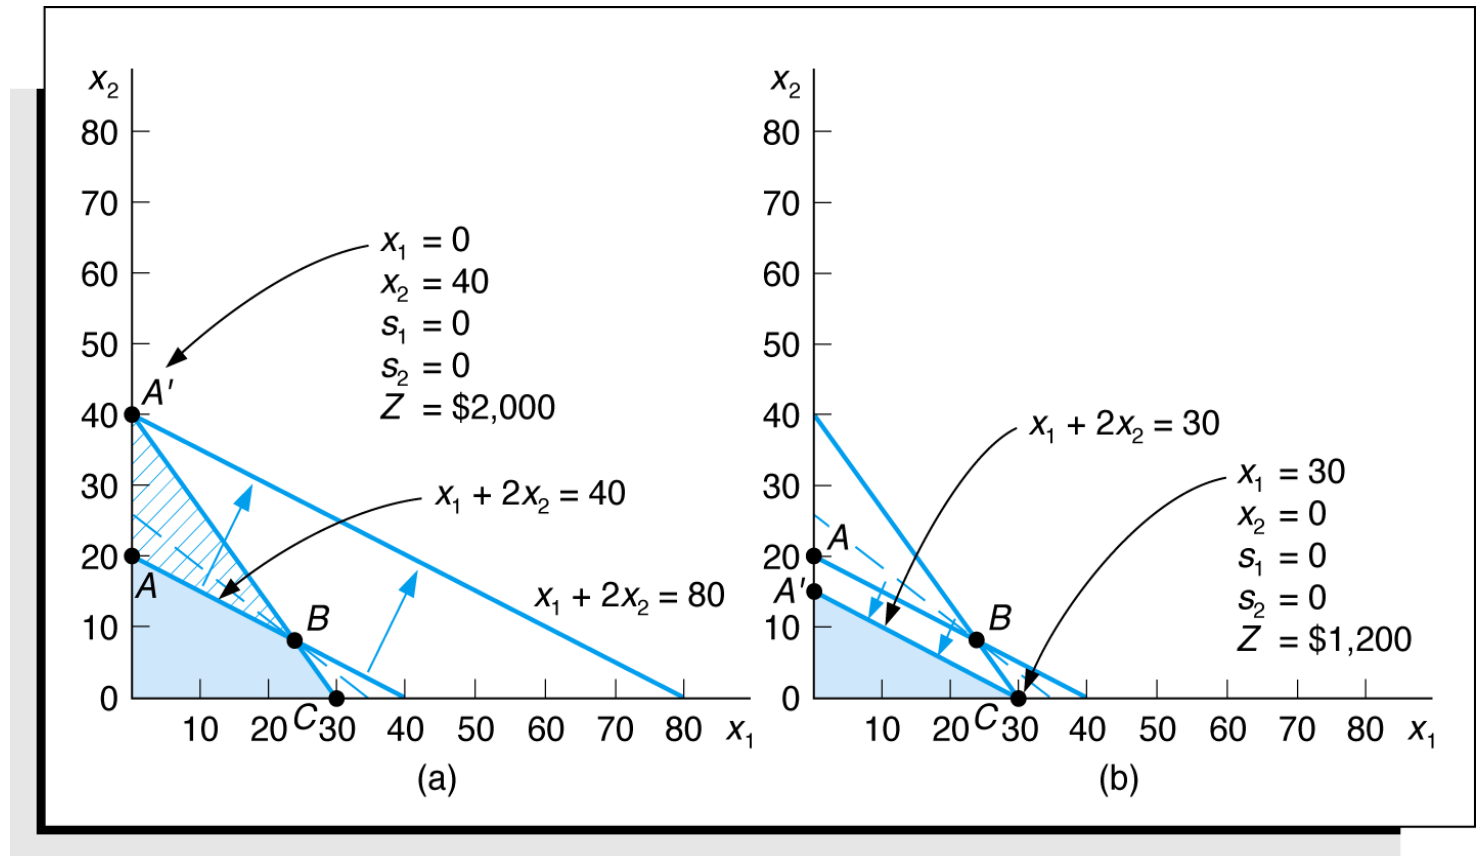 x₂
80
70
60
50
40
30
20
10
0
A'
A
B
C
x₁ = 0
x₂ = 40
s₁ = 0
s₂ = 0
Z = $2,000
x₁ + 2x₂ = 40
x₁ + 2x₂ = 80
10 20 30 40 50 60 70 80 x₁
(a)
x₂
80
70
60
50
40
30
20
10
0
A
A'
B
C
x₁ + 2x₂ = 30
x₁ = 30
x₂ = 0
s₁ = 0
s₂ = 0
Z = $1,200
10 20 30 40 50 60 70 80 x₁
(b)